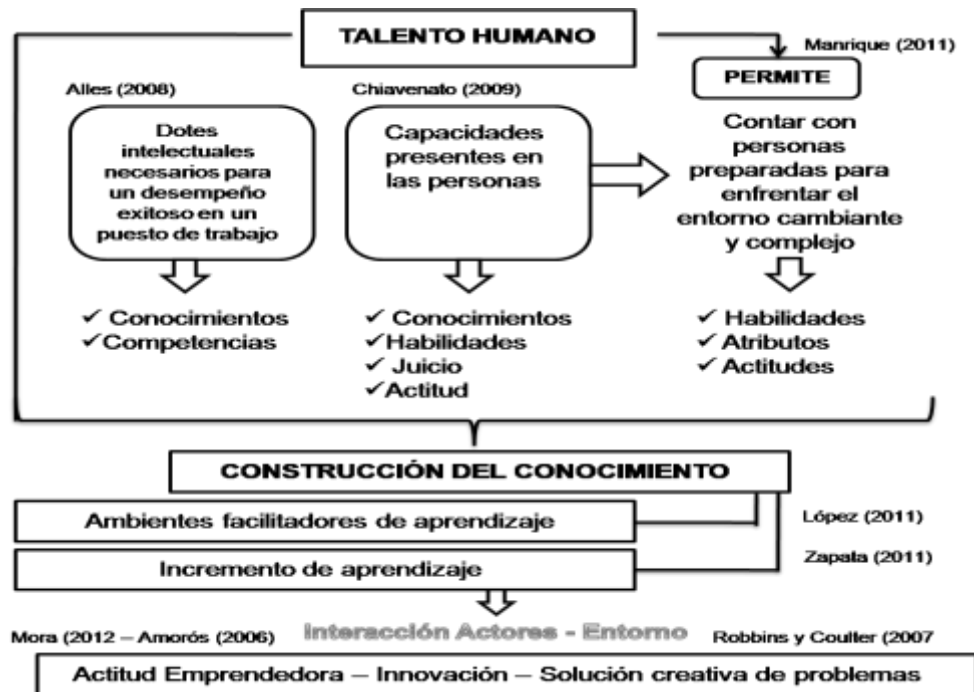 TALENTO HUMANO
Manrique (2011)
PERMITE
Alles (2008)
Dotes
intelectuales
necesarios para
un desempeño
exitoso en un
puesto de trabajo
Chiavenato (2009)
Capacidades
presentes en
las personas
Contar con
personas
preparadas para
enfrentar el
entorno cambiante
y complejo
✓ Conocimientos
✓Competencias
✓ Conocimientos
✓Habilidades
✓ Juicio
✓Actitud
✓ Habilidades
✓ Atributos
✓ Actitudes
CONSTRUCCIÓN DEL CONOCIMIENTO
Ambientes facilitadores de aprendizaje
López (2011)
Incremento de aprendizaje
Zapata (2011)
Mora (2012 – Amorós (2006)
Interacción Actores - Entorno
Robbins y Coulter (2007
Actitud Emprendedora – Innovación – Solución creativa de problemas